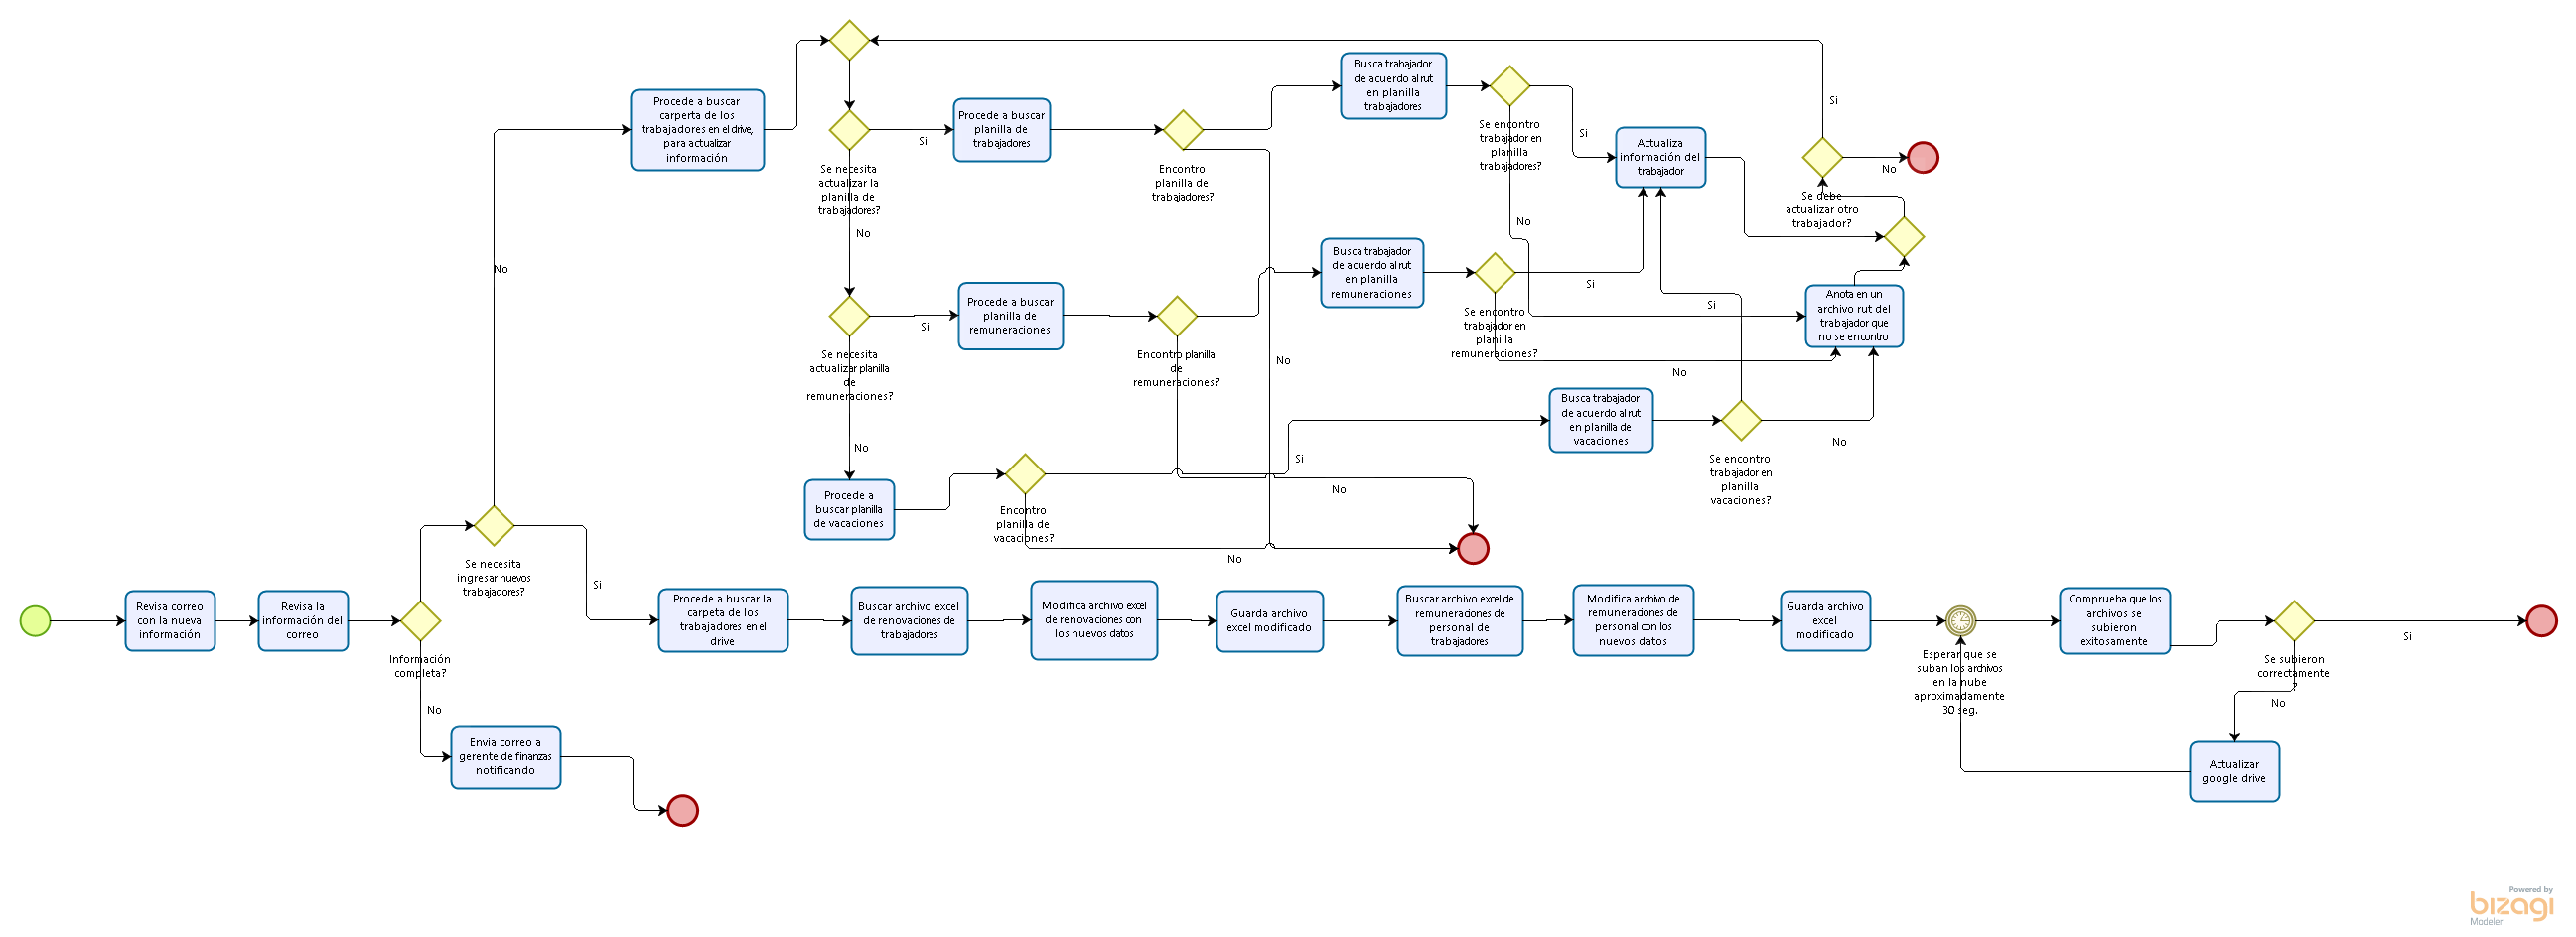 Procede a buscar
carperta de los
trabajadores en el drive,
para actualizar
información
Se necesita
actualizar la
planilla de
trabajadores?
Si
No
Procede a buscar
planilla de
trabajadores
Encontro
planilla de
trabajadores?
No
Busca trabajador
de acuerdo al rut
en planilla
trabajadores
Se encontro
trabajador en
planilla
trabajadores?
Si
No
Actualiza
información del
trabajador
Se debe
actualizar otro
trabajador?
Si
No
No
Se necesita
actualizar planilla
de
remuneraciones?
Si
No
Procede a buscar
planilla de
remuneraciones
Encontro planilla
de
remuneraciones?
No
Busca trabajador
de acuerdo al rut
en planilla
remuneraciones
Se encontro
trabajador en
planilla
remuneraciones?
Si
No
Anota en un
archivo rut del
trabajador que
no se encontro
Procede a
buscar planilla
de vacaciones
Encontro
planilla de
vacaciones?
Si
No
Busca trabajador
de acuerdo al rut
en planilla de
vacaciones
Se encontro
trabajador en
planilla
vacaciones?
Si
No
Revisa correo
con la nueva
información
Revisa la
información del
correo
Información
completa?
No
Envia correo a
gerente de finanzas
notificando
Se necesita
ingresar nuevos
trabajadores?
Si
Procede a buscar la
carpeta de los
trabajadores en el
drive
Buscar archivo excel
de renovaciones de
trabajadores
Modifica archivo excel
de renovaciones con
los nuevos datos
Guarda archivo
excel modificado
Buscar archivo excel de
remuneraciones de
personal de
trabajadores
Modifica archivo de
remuneraciones de
personal con los
nuevos datos
Guarda archivo
excel
modificado
Esperar que se
suban los archivos
en la nube
aproximadamente
30 seg.
Comprueba que los
archivos se
subieron
exitosamente
Se subieron
correctamente
?
Si
No
Actualizar
google drive
Powered by
bizagi
Modeler